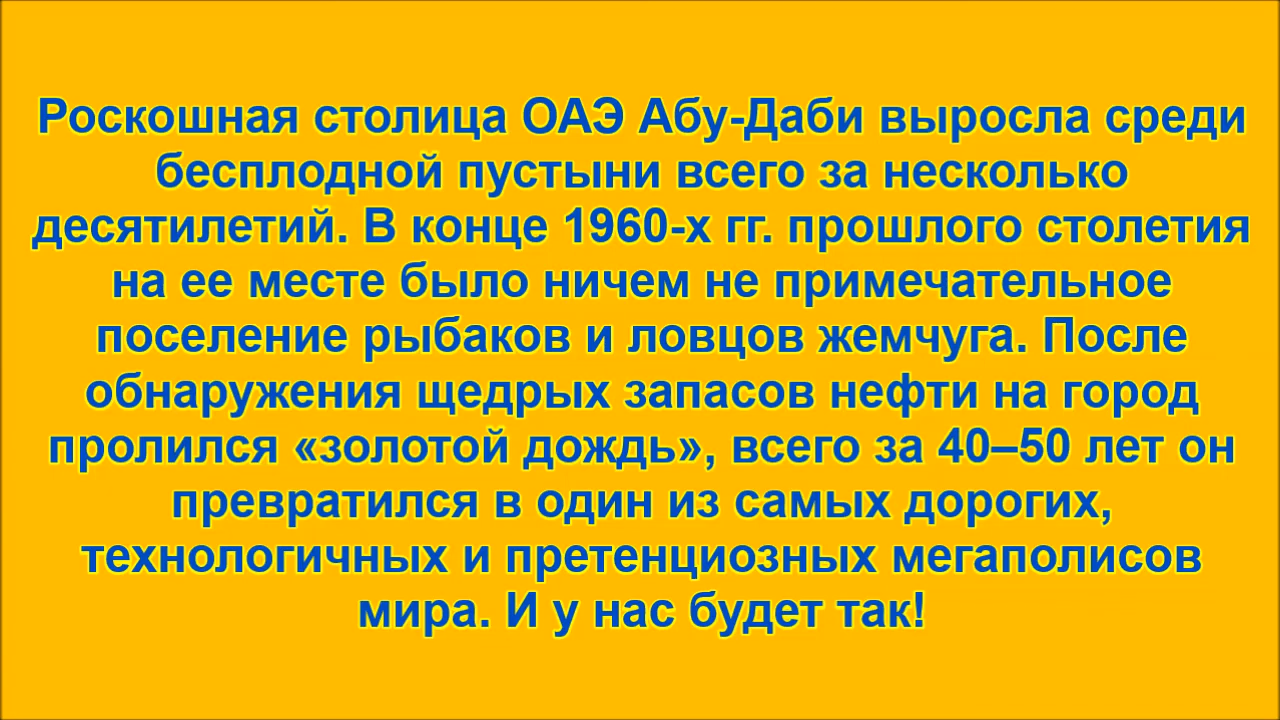 Роскошная столица ОАЭ Абу-Даби выросла среди
бесплодной пустыни всего за несколько
десятилетий. В конце 1960-х гг. прошлого столетия
на ее месте было ничем не примечательное
поселение рыбаков и ловцов жемчуга. После
обнаружения щедрых запасов нефти на город
пролился «золотой дождь», всего за 40–50 лет он
превратился в один из самых дорогих,
технологичных и претенциозных мегаполисов
мира. И у нас будет так!